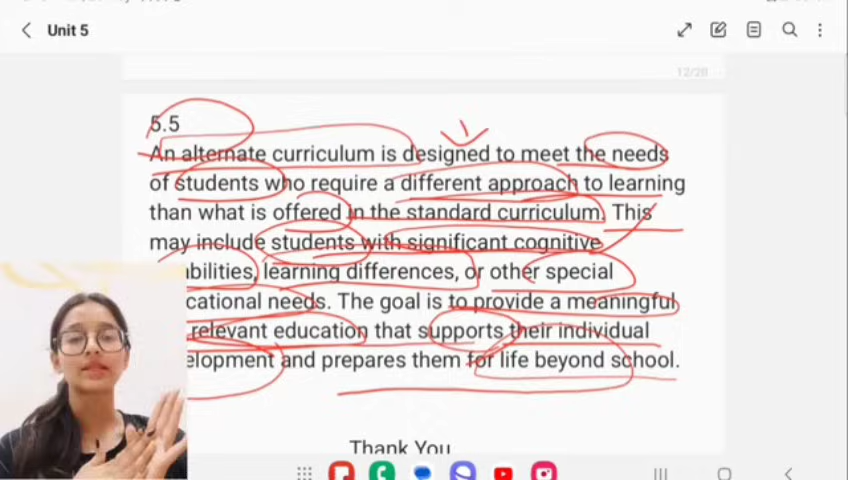 Unit 5
12/28
5.5
An alternate curriculum is designed to meet the needs
of students who require a different approach to learning
than what is offered in the standard curriculum. This
may include students with significant cognitive
abilities, learning differences, or other special
cational needs. The goal is to provide a meaningful
relevant education that supports their individual
elopment and prepares them for life beyond school.
Thank You